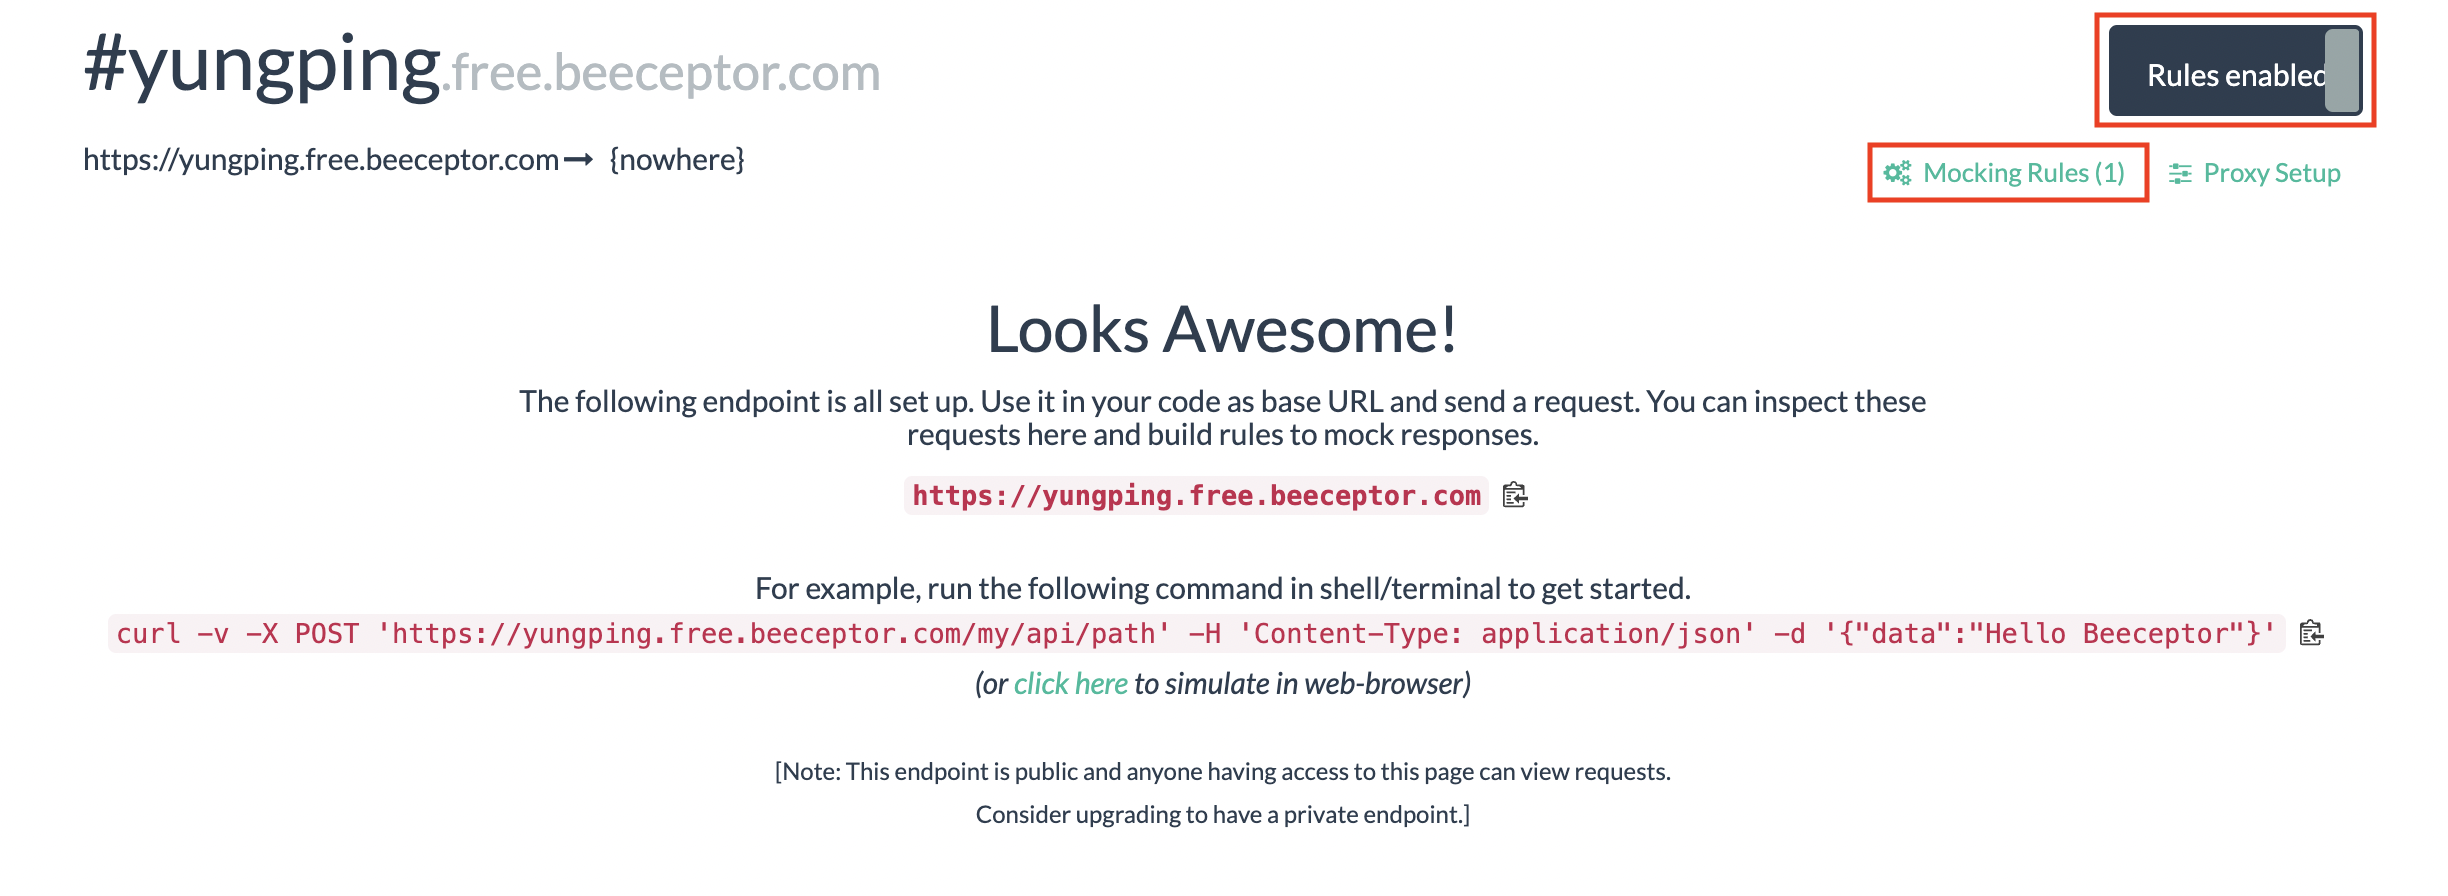 #yungping.free.beeceptor.com
Rules enabled
https://yungping.free.beeceptor.com→ {nowhere}
Mocking Rules (1)
Proxy Setup
Looks Awesome!
The following endpoint is all set up. Use it in your code as base URL and send a request. You can inspect these
requests here and build rules to mock responses.
https://yungping.free.beeceptor.com
For example, run the following command in shell/terminal to get started.
curl -v -X POST 'https://yungping.free.beeceptor.com/my/api/path' -H 'Content-Type: application/json' -d '{"data":"Hello Beeceptor"}'
(or click here to simulate in web-browser)
[Note: This endpoint is public and anyone having access to this page can view requests.
Consider upgrading to have a private endpoint.]